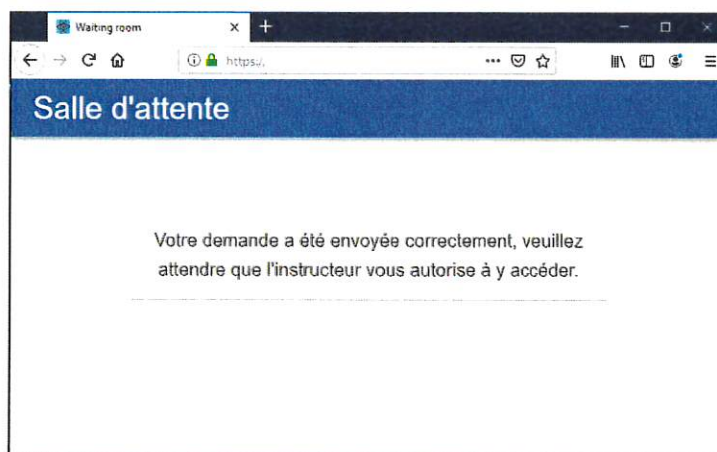 Waiting room
https:/.
Salle d'attente
Votre demande a été envoyée correctement, veuillez
attendre que l'instructeur vous autorise à y accéder.